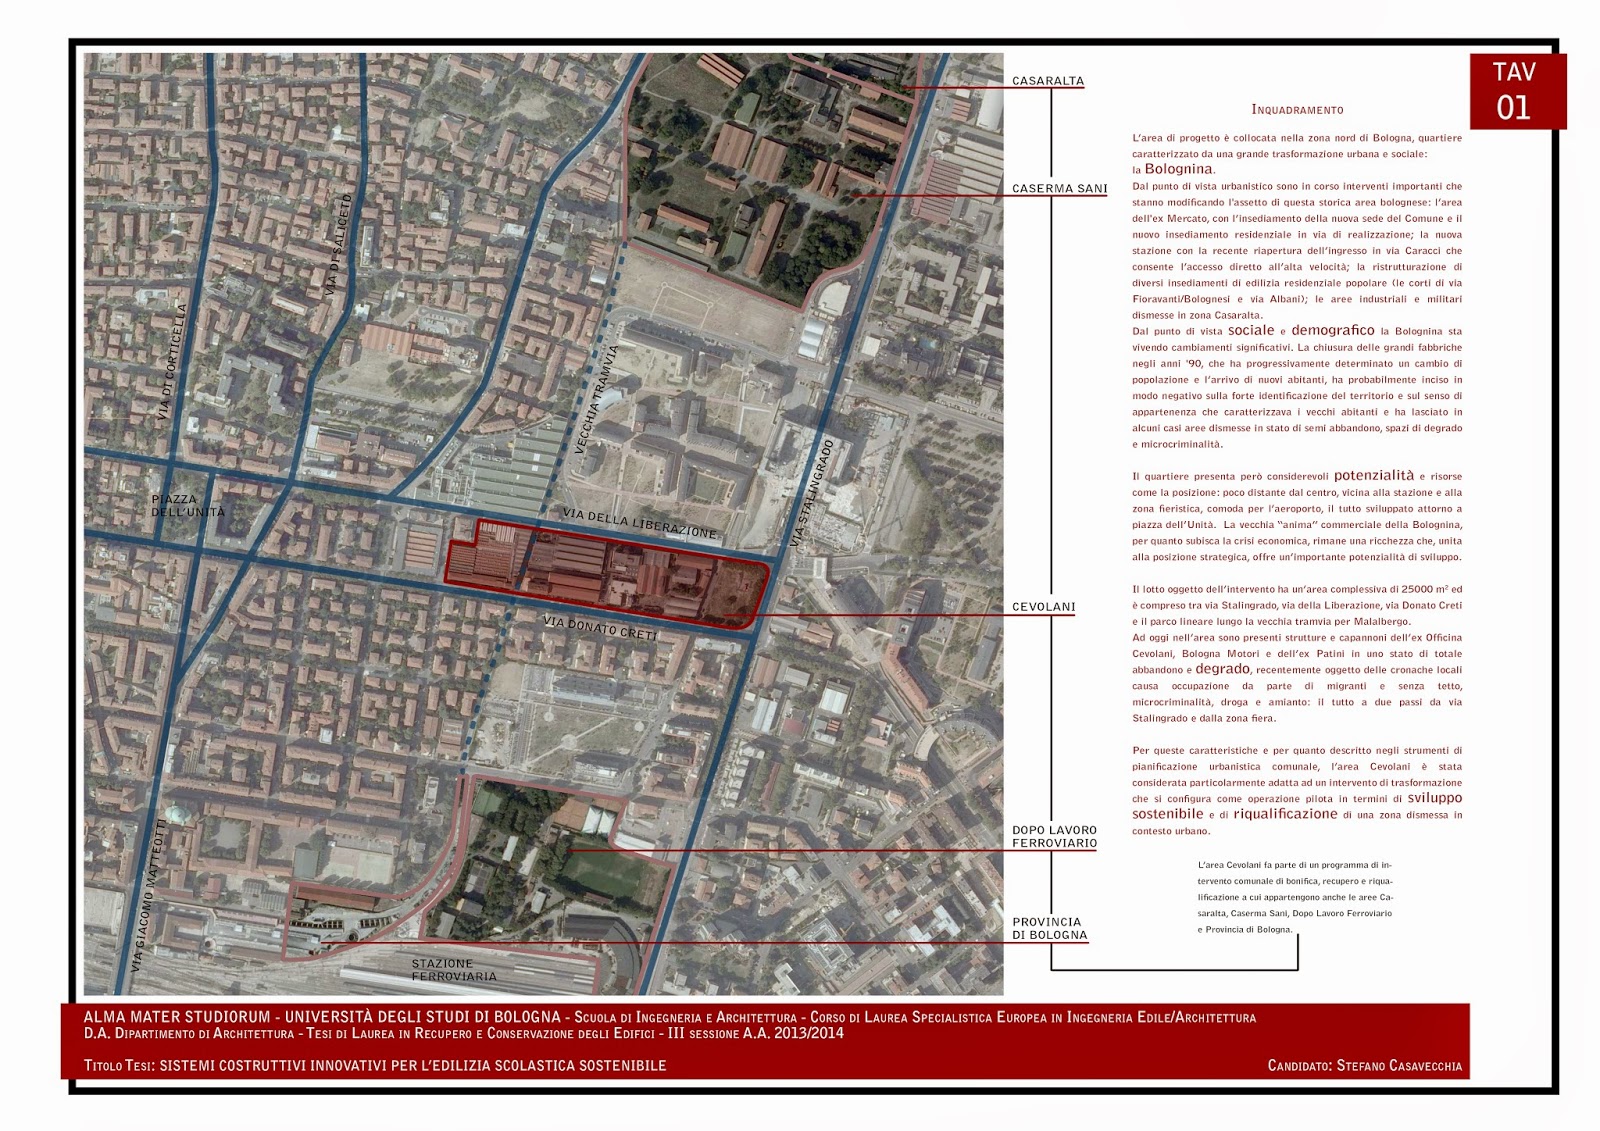 TAV
01
CASARALTA
CASERMA SANI
CEVOLANI
DOPO LAVORO
FERROVIARIO
PROVINCIA
DI BOLOGNA
VIA DI SALICETO
VIA DI CORTICELLA
VECCHIA TRAMVIA
VIA STALINGRADO
PIAZZA
DELL'UNITÀ
VIA DELLA LIBERAZIONE
VIA DONATO CRETI
VIA GIACOMO MATTEOTTI
STAZIONE
FERROVIARIA
Inquadramento
L'area di progetto è collocata nella zona nord di Bologna, quartiere
caratterizzato da una grande trasformazione urbana e sociale:
la Bolognina.
Dal punto di vista urbanistico sono in corso interventi importanti che
stanno modificando l'assetto di questa storica area bolognese: l'area
dell'ex Mercato, con l'insediamento della nuova sede del Comune e il
nuovo insediamento residenziale in via di realizzazione; la nuova
stazione con la recente riapertura dell'ingresso in via Caracci che
consente l'accesso diretto all'alta velocità; la ristrutturazione di
diversi insediamenti di edilizia residenziale popolare (le corti di via
Fioravanti/Bolognesi e via Albani); le aree industriali e militari
dismesse in zona Casaralta.
Dal punto di vista sociale e demografico la Bolognina sta
vivendo cambiamenti significativi. La chiusura delle grandi fabbriche
negli anni '90, che ha progressivamente determinato un cambio di
popolazione e l'arrivo di nuovi abitanti, ha probabilmente inciso in
modo negativo sulla forte identificazione del territorio e sul senso di
appartenenza che caratterizzava i vecchi abitanti e ha lasciato in
alcuni casi aree dismesse in stato di semi abbandono, spazi di degrado
e microcriminalità.
Il quartiere presenta però considerevoli potenzialità e risorse
come la posizione: poco distante dal centro, vicina alla stazione e alla
zona fieristica, comoda per l'aeroporto, il tutto sviluppato attorno a
piazza dell'Unità. La vecchia "anima" commerciale della Bolognina,
per quanto subisca la crisi economica, rimane una ricchezza che, unita
alla posizione strategica, offre un'importante potenzialità di sviluppo.
Il lotto oggetto dell'intervento ha un'area complessiva di 25000 m² ed
è compreso tra via Stalingrado, via della Liberazione, via Donato Creti
e il parco lineare lungo la vecchia tramvia per Malalbergo.
Ad oggi nell'area sono presenti strutture e capannoni dell'ex Officina
Cevolani, Bologna Motori e dell'ex Patini in uno stato di totale
abbandono e degrado, recentemente oggetto delle cronache locali
causa occupazione da parte di migranti e senza tetto,
microcriminalità, droga e amianto: il tutto a due passi da via
Stalingrado e dalla zona fiera.
Per queste caratteristiche e per quanto descritto negli strumenti di
pianificazione urbanistica comunale, l'area Cevolani è stata
considerata particolarmente adatta ad un intervento di trasformazione
che si configura come operazione pilota in termini di sviluppo
sostenibile e di riqualificazione di una zona dismessa in
contesto urbano.
L'area Cevolani fa parte di un programma di in-
tervento comunale di bonifica, recupero e riqua-
lificazione a cui appartengono anche le aree Ca-
saralta, Caserma Sani, Dopo Lavoro Ferroviario
e Provincia di Bologna.
ALMA MATER STUDIORUM - UNIVERSITÀ DEGLI STUDI DI BOLOGNA - Scuola di Ingegneria e Architettura - Corso di Laurea Specialistica Europea in Ingegneria Edile/Architettura
D.A. Dipartimento di Architettura - Tesi di Laurea in Recupero e Conservazione degli Edifici - III sessione A.A. 2013/2014
Titolo Tesi: SISTEMI COSTRUTTIVI INNOVATIVI PER L'EDILIZIA SCOLASTICA SOSTENIBILE
Candidato: Stefano Casavecchia